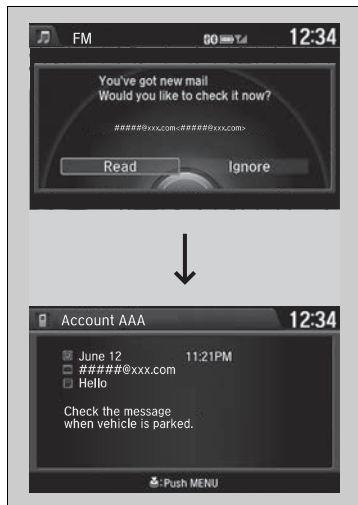 FM
12:34
You've got new mail
Would you like to check it now?
#####@xxx.com<#####@xxx.com>
Read Ignore
Account AAA
12:34
June 12 11:21PM
#####@xxx.com
Hello
Check the message
when vehicle is parked.
:Push MENU